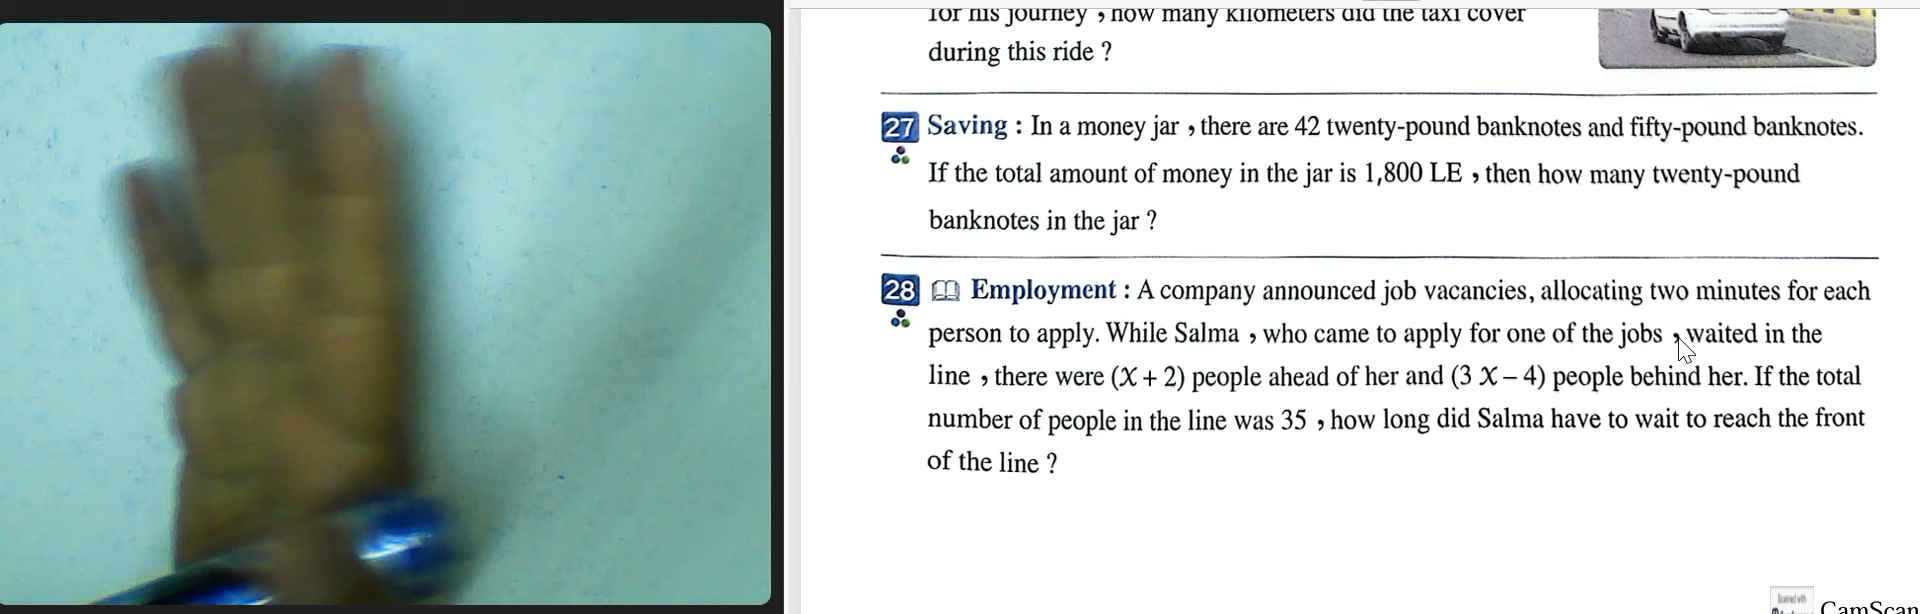 for his journey , how many kilometers did the taxi cover
during this ride ?
27 Saving : In a money jar , there are 42 twenty-pound banknotes and fifty-pound banknotes.
If the total amount of money in the jar is 1,800 LE , then how many twenty-pound
banknotes in the jar ?
28 Employment : A company announced job vacancies, allocating two minutes for each
person to apply. While Salma , who came to apply for one of the jobs , waited in the
line , there were (x + 2) people ahead of her and (3 x – 4) people behind her. If the total
number of people in the line was 35 , how long did Salma have to wait to reach the front
of the line ?
Scanned with
CamScan